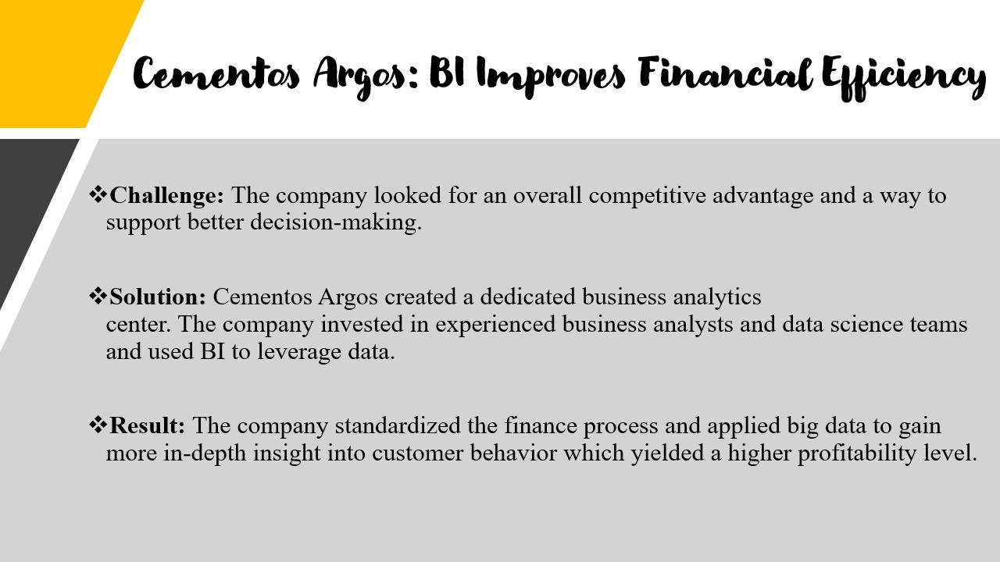 Cementos Argos: BI Improves Financial Efficiency
❖Challenge: The company looked for an overall competitive advantage and a way to
support better decision-making.
❖Solution: Cementos Argos created a dedicated business analytics
center. The company invested in experienced business analysts and data science teams
and used BI to leverage data.
❖Result: The company standardized the finance process and applied big data to gain
more in-depth insight into customer behavior which yielded a higher profitability level.